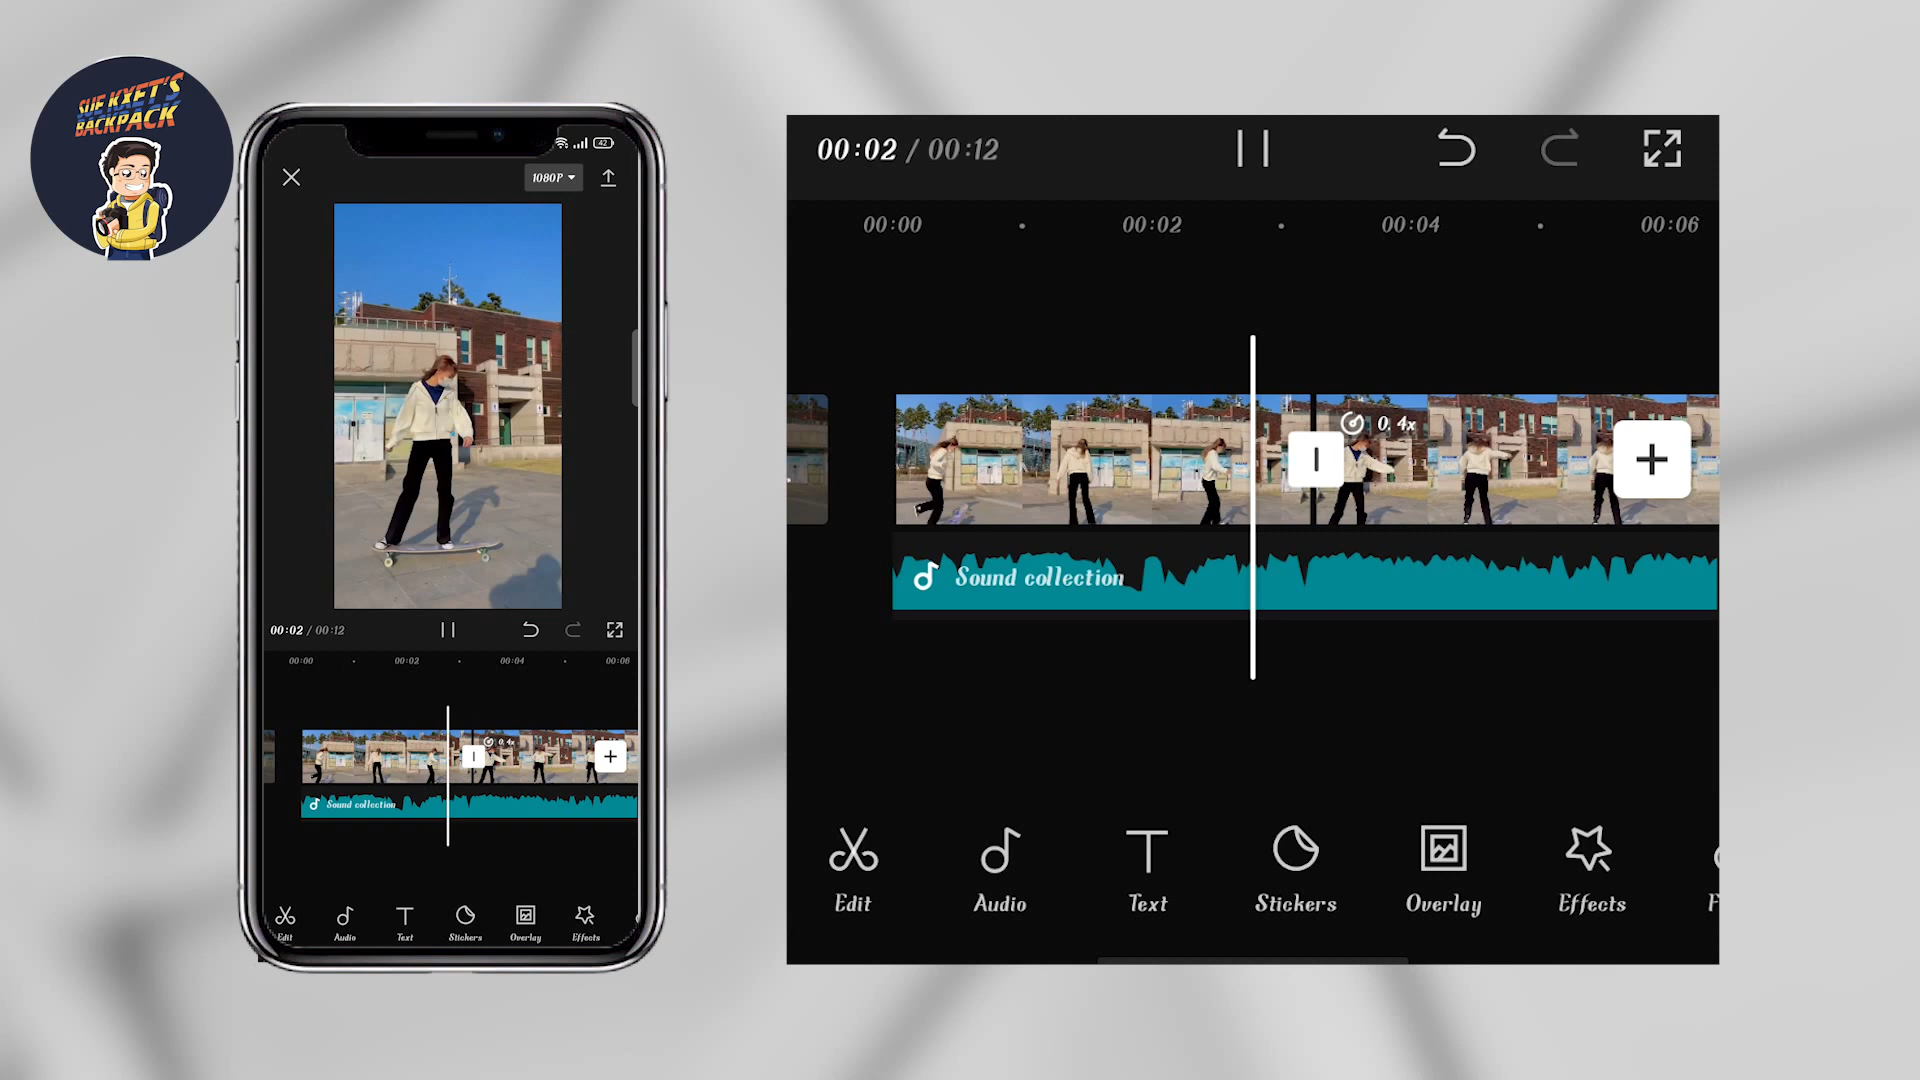 SUE KXET'S
BACKPACK
42
1080P
00:02 / 00:12
00:00
00:02
00:04
00:06
0.4x
Sound collection
Edit
Audio
Text
Stickers
Overlay
Effects
00:02 / 00:12
00:00
00:02
00:04
00:06
0.4x
Sound collection
Edit
Audio
Text
Stickers
Overlay
Effects
F